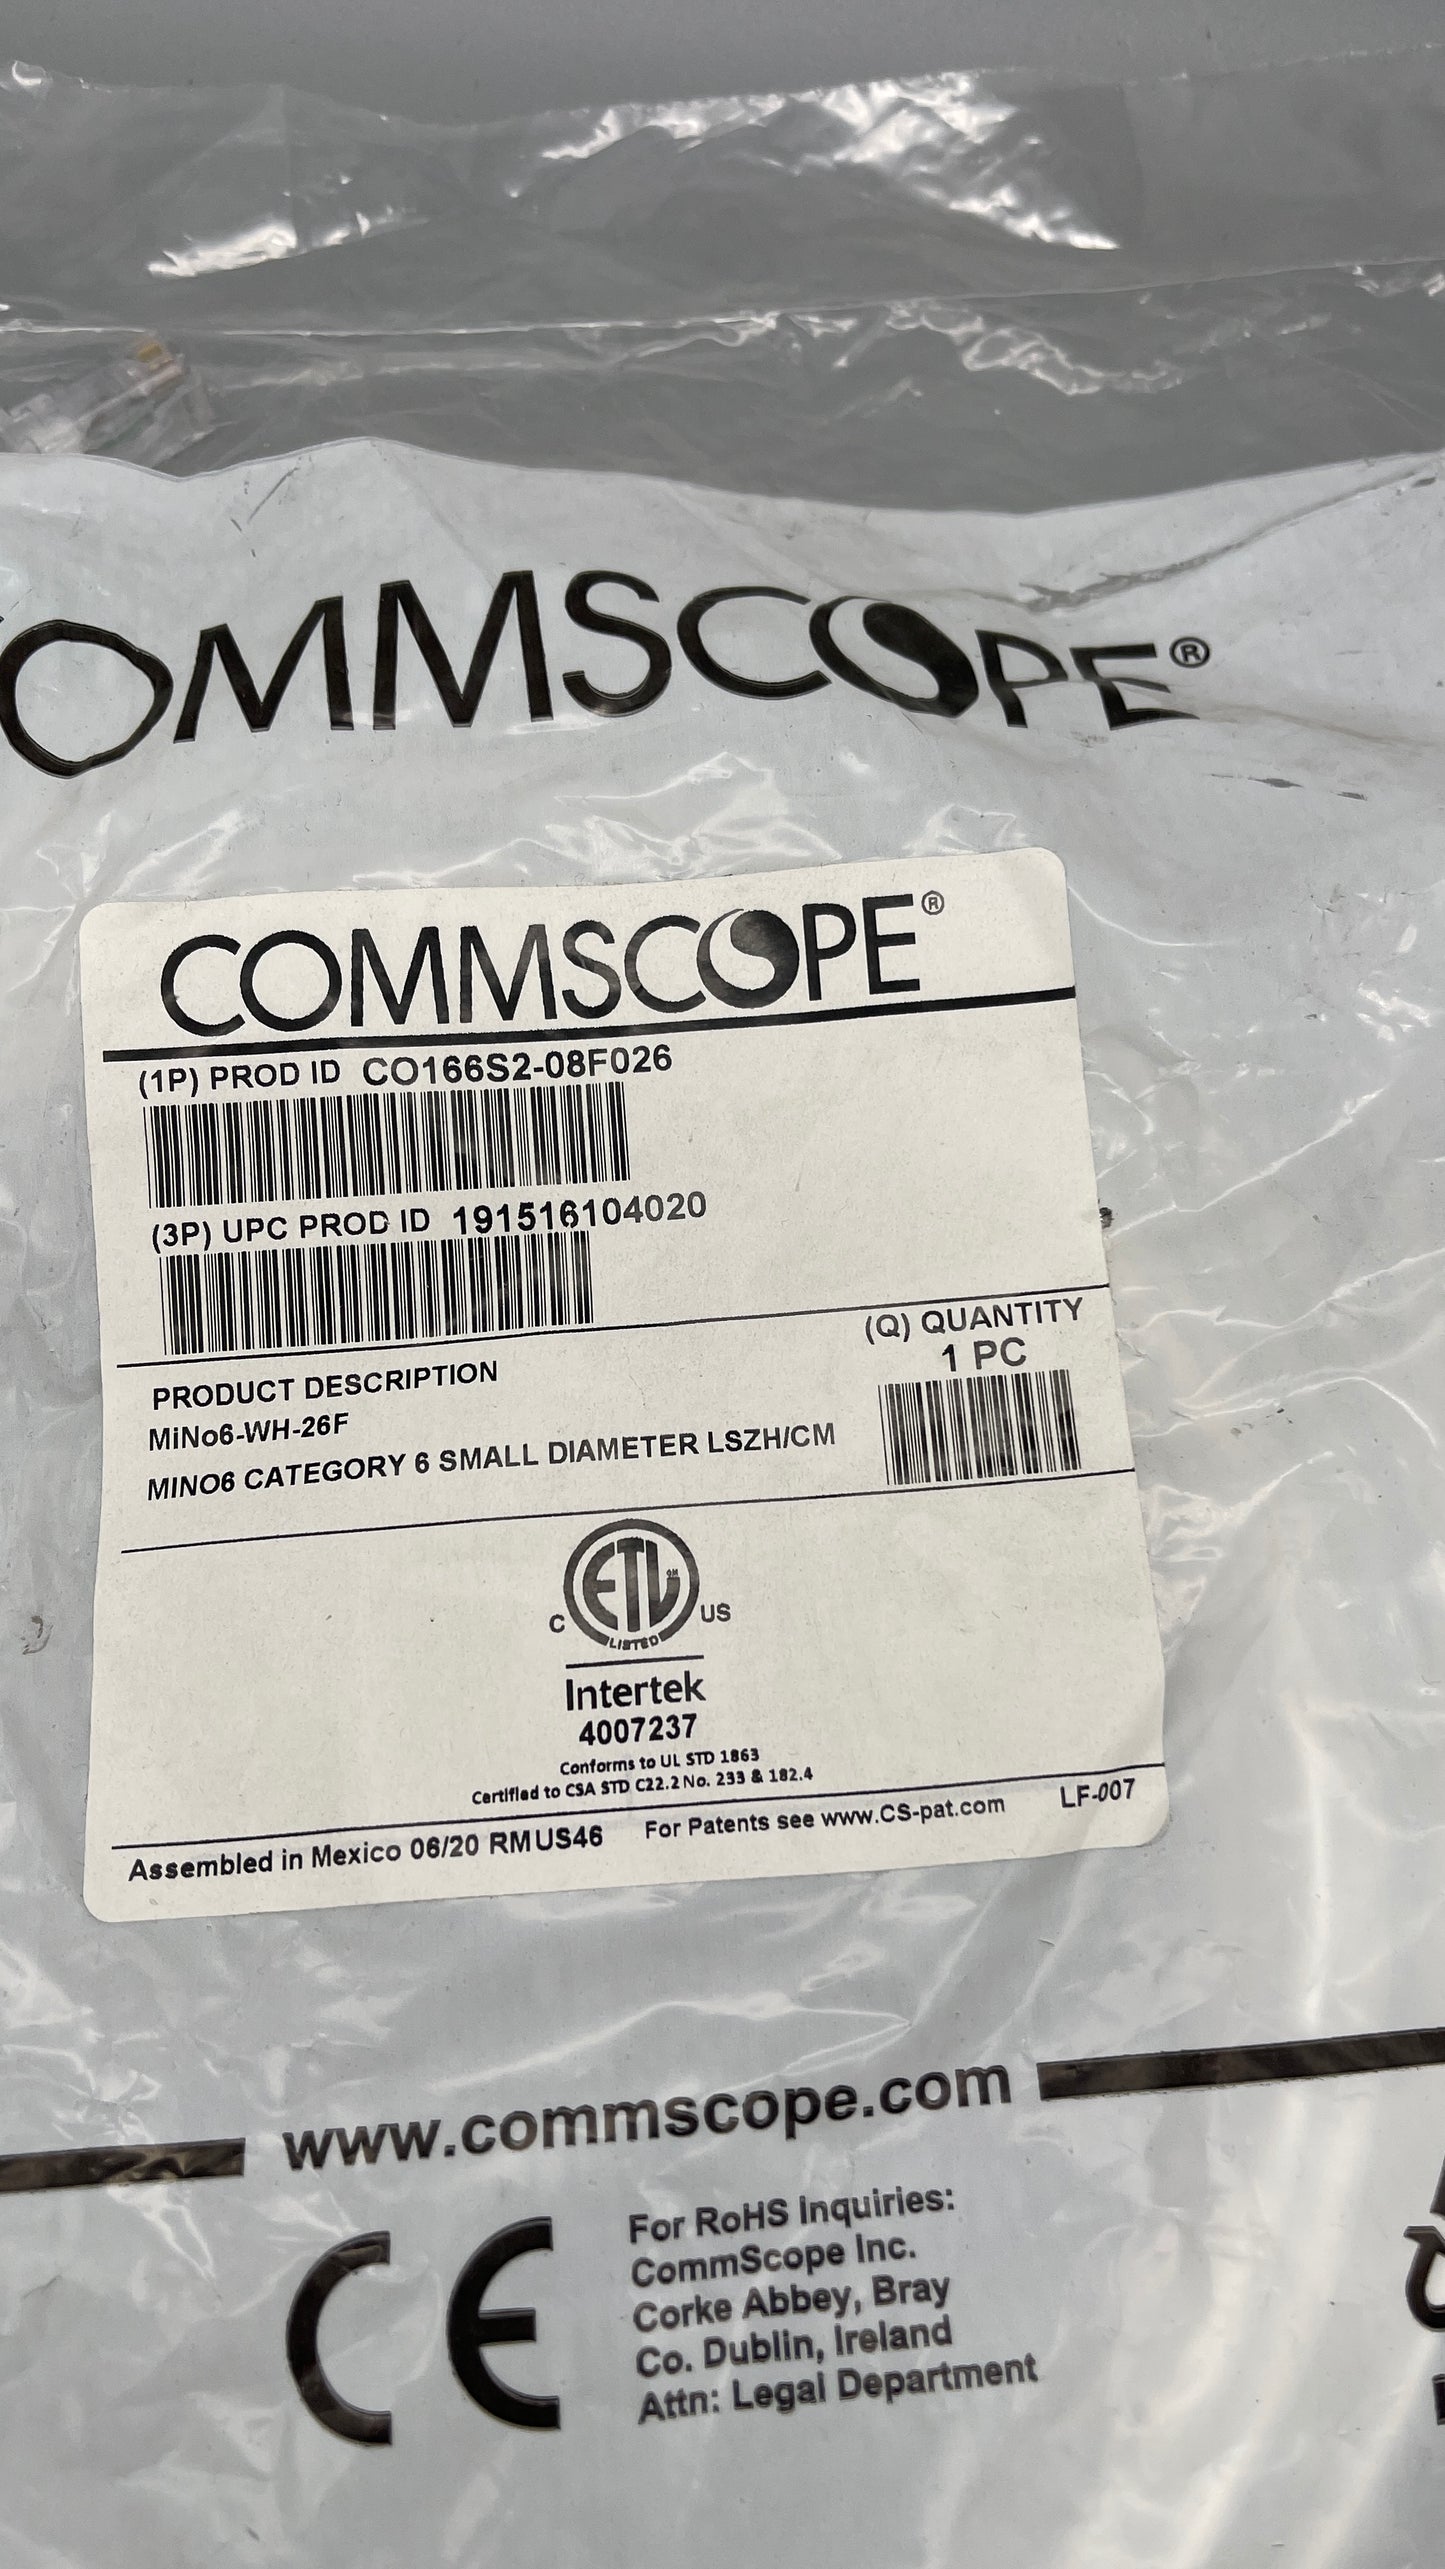 COMMSCOPE®
COMMSCOPE®
(1P) PROD ID CO166S2-08F026
(3P) UPC PROD ID 191516104020
(Q) QUANTITY
1 PC
PRODUCT DESCRIPTION
MiNo6-WH-26F
MINO6 CATEGORY 6 SMALL DIAMETER LSZH/CM
ETL
SM
C
US
LISTED
Intertek
4007237
Conforms to UL STD 1863
Certified to CSA STD C22.2 No. 233 & 182.4
Assembled in Mexico 06/20 RMUS46 For Patents see www.CS-pat.com LF-007
www.commscope.com
CE
For RoHS Inquiries:
CommScope Inc.
Corke Abbey, Bray
Co. Dublin, Ireland
Attn: Legal Department